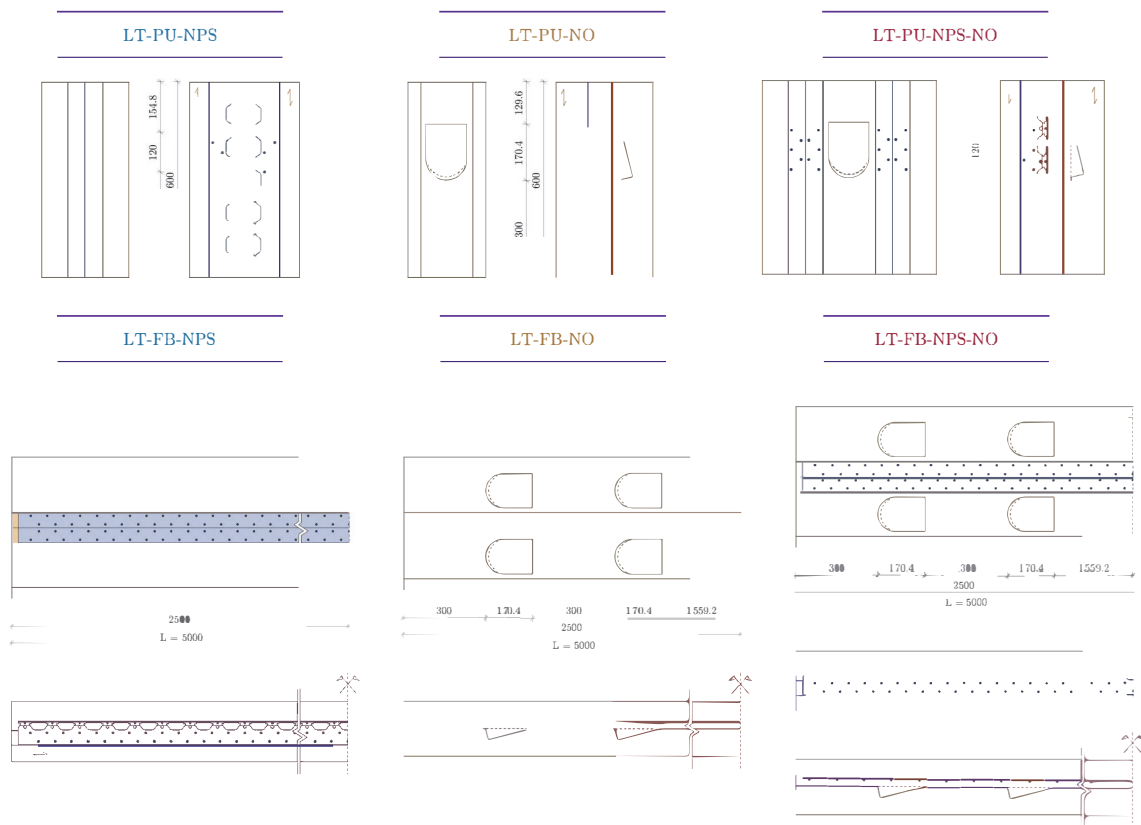 LT-PU-NPS
LT-PU-NO
LT-PU-NPS-NO
154.8
120
600
129.6
170.4
300
600
120
LT-FB-NPS
LT-FB-NO
LT-FB-NPS-NO
2500
L = 5000
300
170.4
300
170.4
1559.2
2500
L = 5000
300
170.4
300
170.4
1559.2
2500
L = 5000